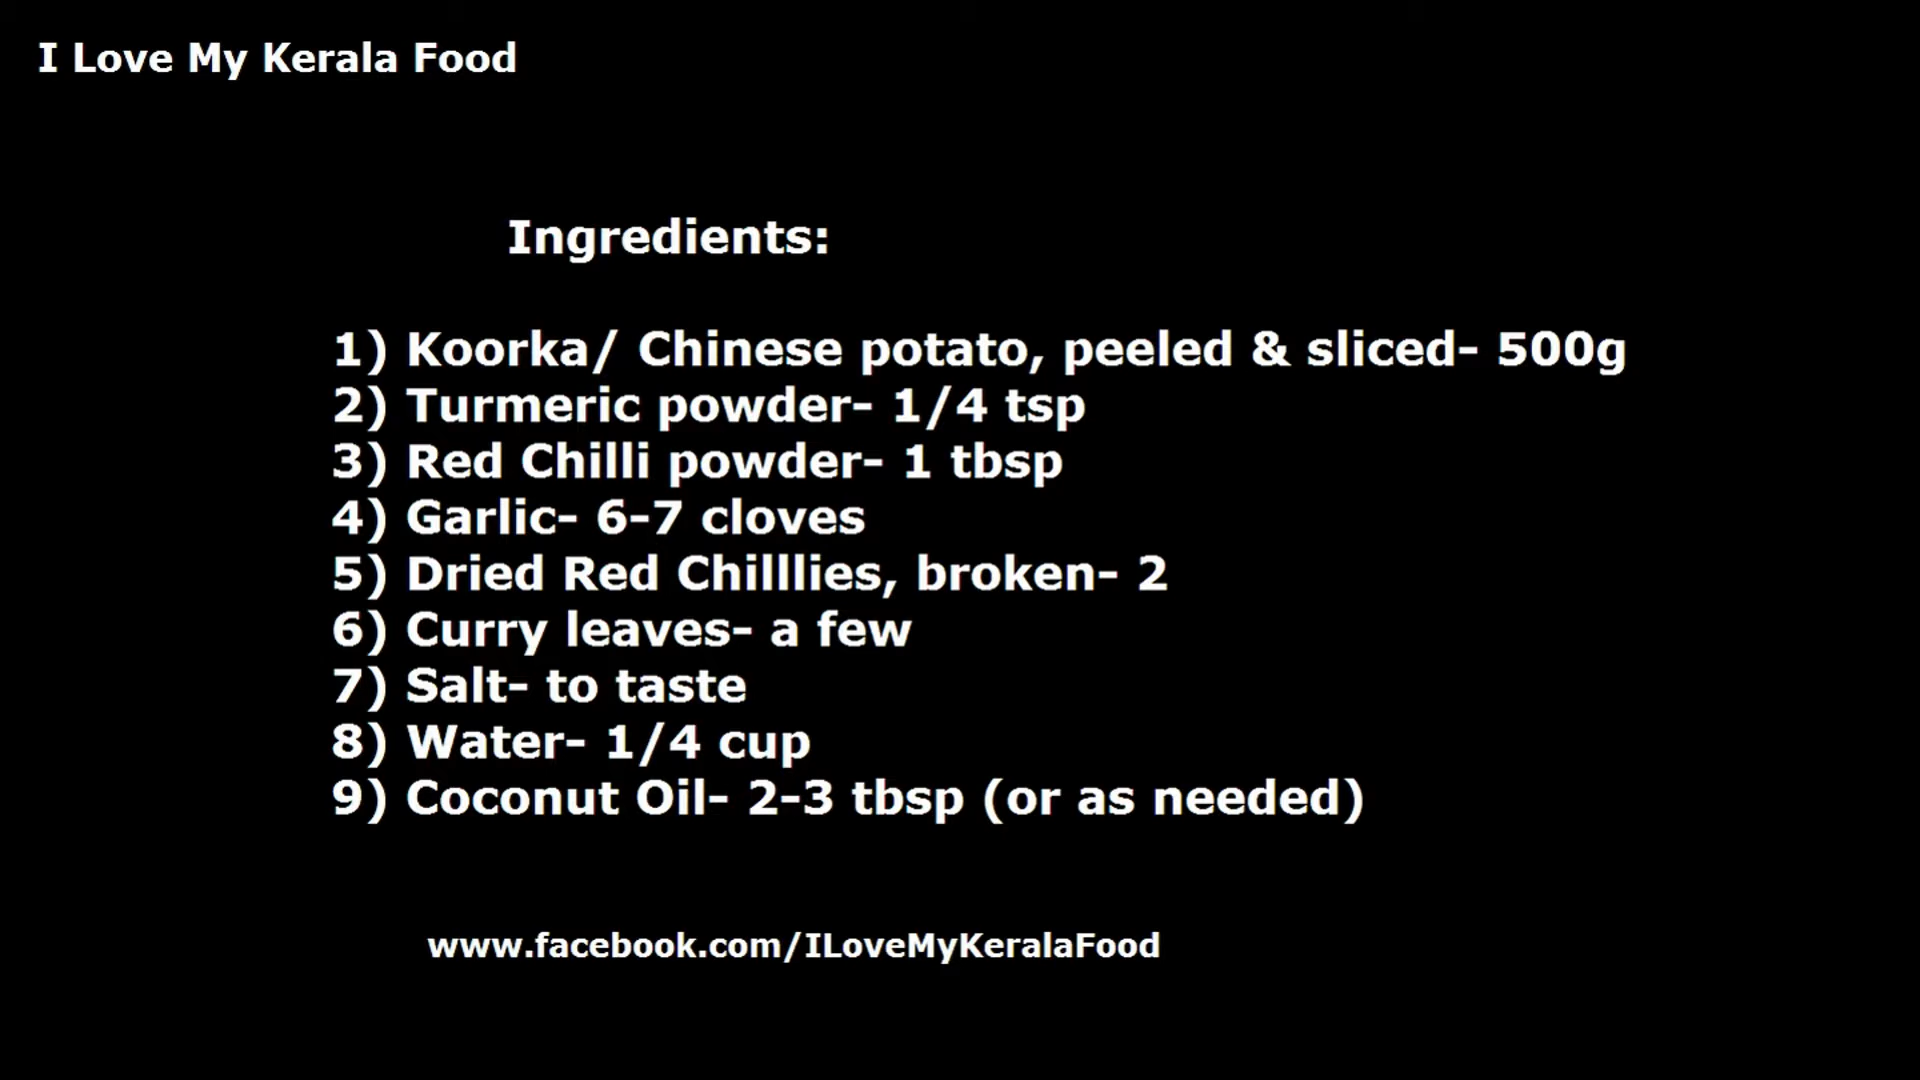 I Love My Kerala Food
Ingredients:
1) Koorka/ Chinese potato, peeled & sliced- 500g
2) Turmeric powder- 1/4 tsp
3) Red Chilli powder- 1 tbsp
4) Garlic- 6-7 cloves
5) Dried Red Chilllies, broken- 2
6) Curry leaves- a few
7) Salt- to taste
8) Water- 1/4 cup
9) Coconut Oil- 2-3 tbsp (or as needed)
www.facebook.com/ILoveMyKeralaFood